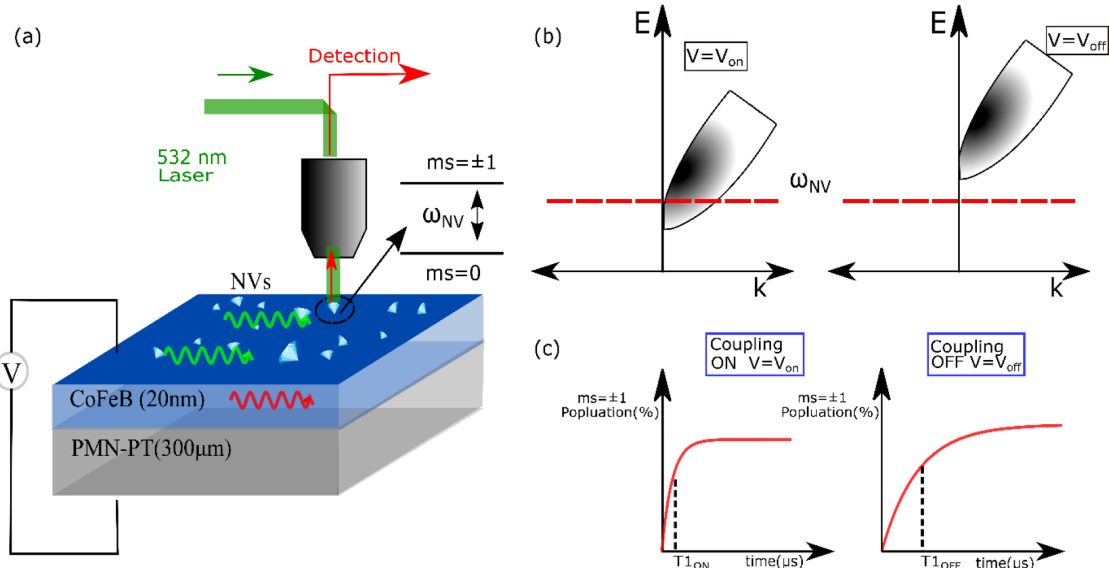 (a)
Detection
532 nm
Laser
ms=±1
ωNV
ms=0
NVs
V
CoFeB (20nm)
PMN-PT(300μm)
(b)
E
V=Von
k
E
V=Voff
ωNV
k
(c)
Coupling
ON V=Von
ms=±1
Popluation(%)
T1ON
time(μs)
Coupling
OFF V=Voff
ms=±1
Popluation(%)
T1OFF
time(μs)